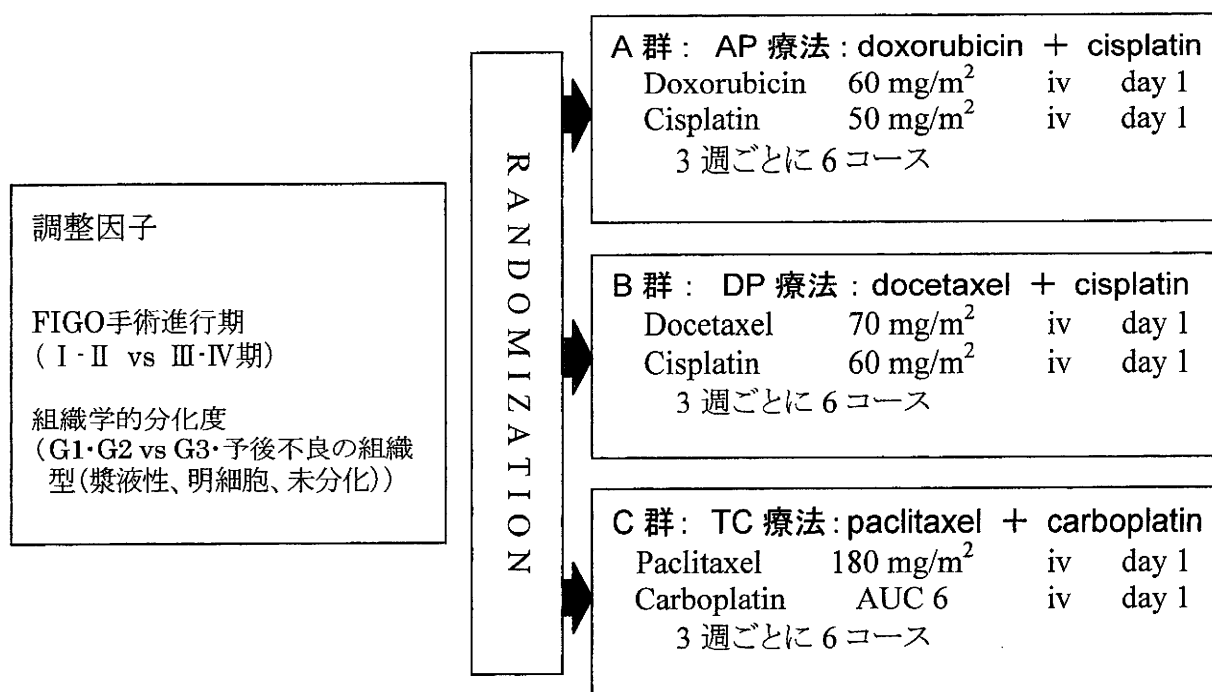 調整因子
FIGO手術進行期
(Ⅰ-Ⅱ vs Ⅲ・Ⅳ期)
組織学的分化度
(G1・G2 vs G3・予後不良の組織
型(漿液性、明細胞、未分化))
RANDOMIZATION
A 群: AP 療法:doxorubicin + cisplatin
Doxorubicin 60 mg/m² iv day 1
Cisplatin 50 mg/m² iv day 1
3 週ごとに 6 コース
B 群: DP 療法:docetaxel + cisplatin
Docetaxel 70 mg/m² iv day 1
Cisplatin 60 mg/m² iv day 1
3 週ごとに 6 コース
C 群: TC 療法:paclitaxel + carboplatin
Paclitaxel 180 mg/m² iv day 1
Carboplatin AUC 6 iv day 1
3 週ごとに 6 コース